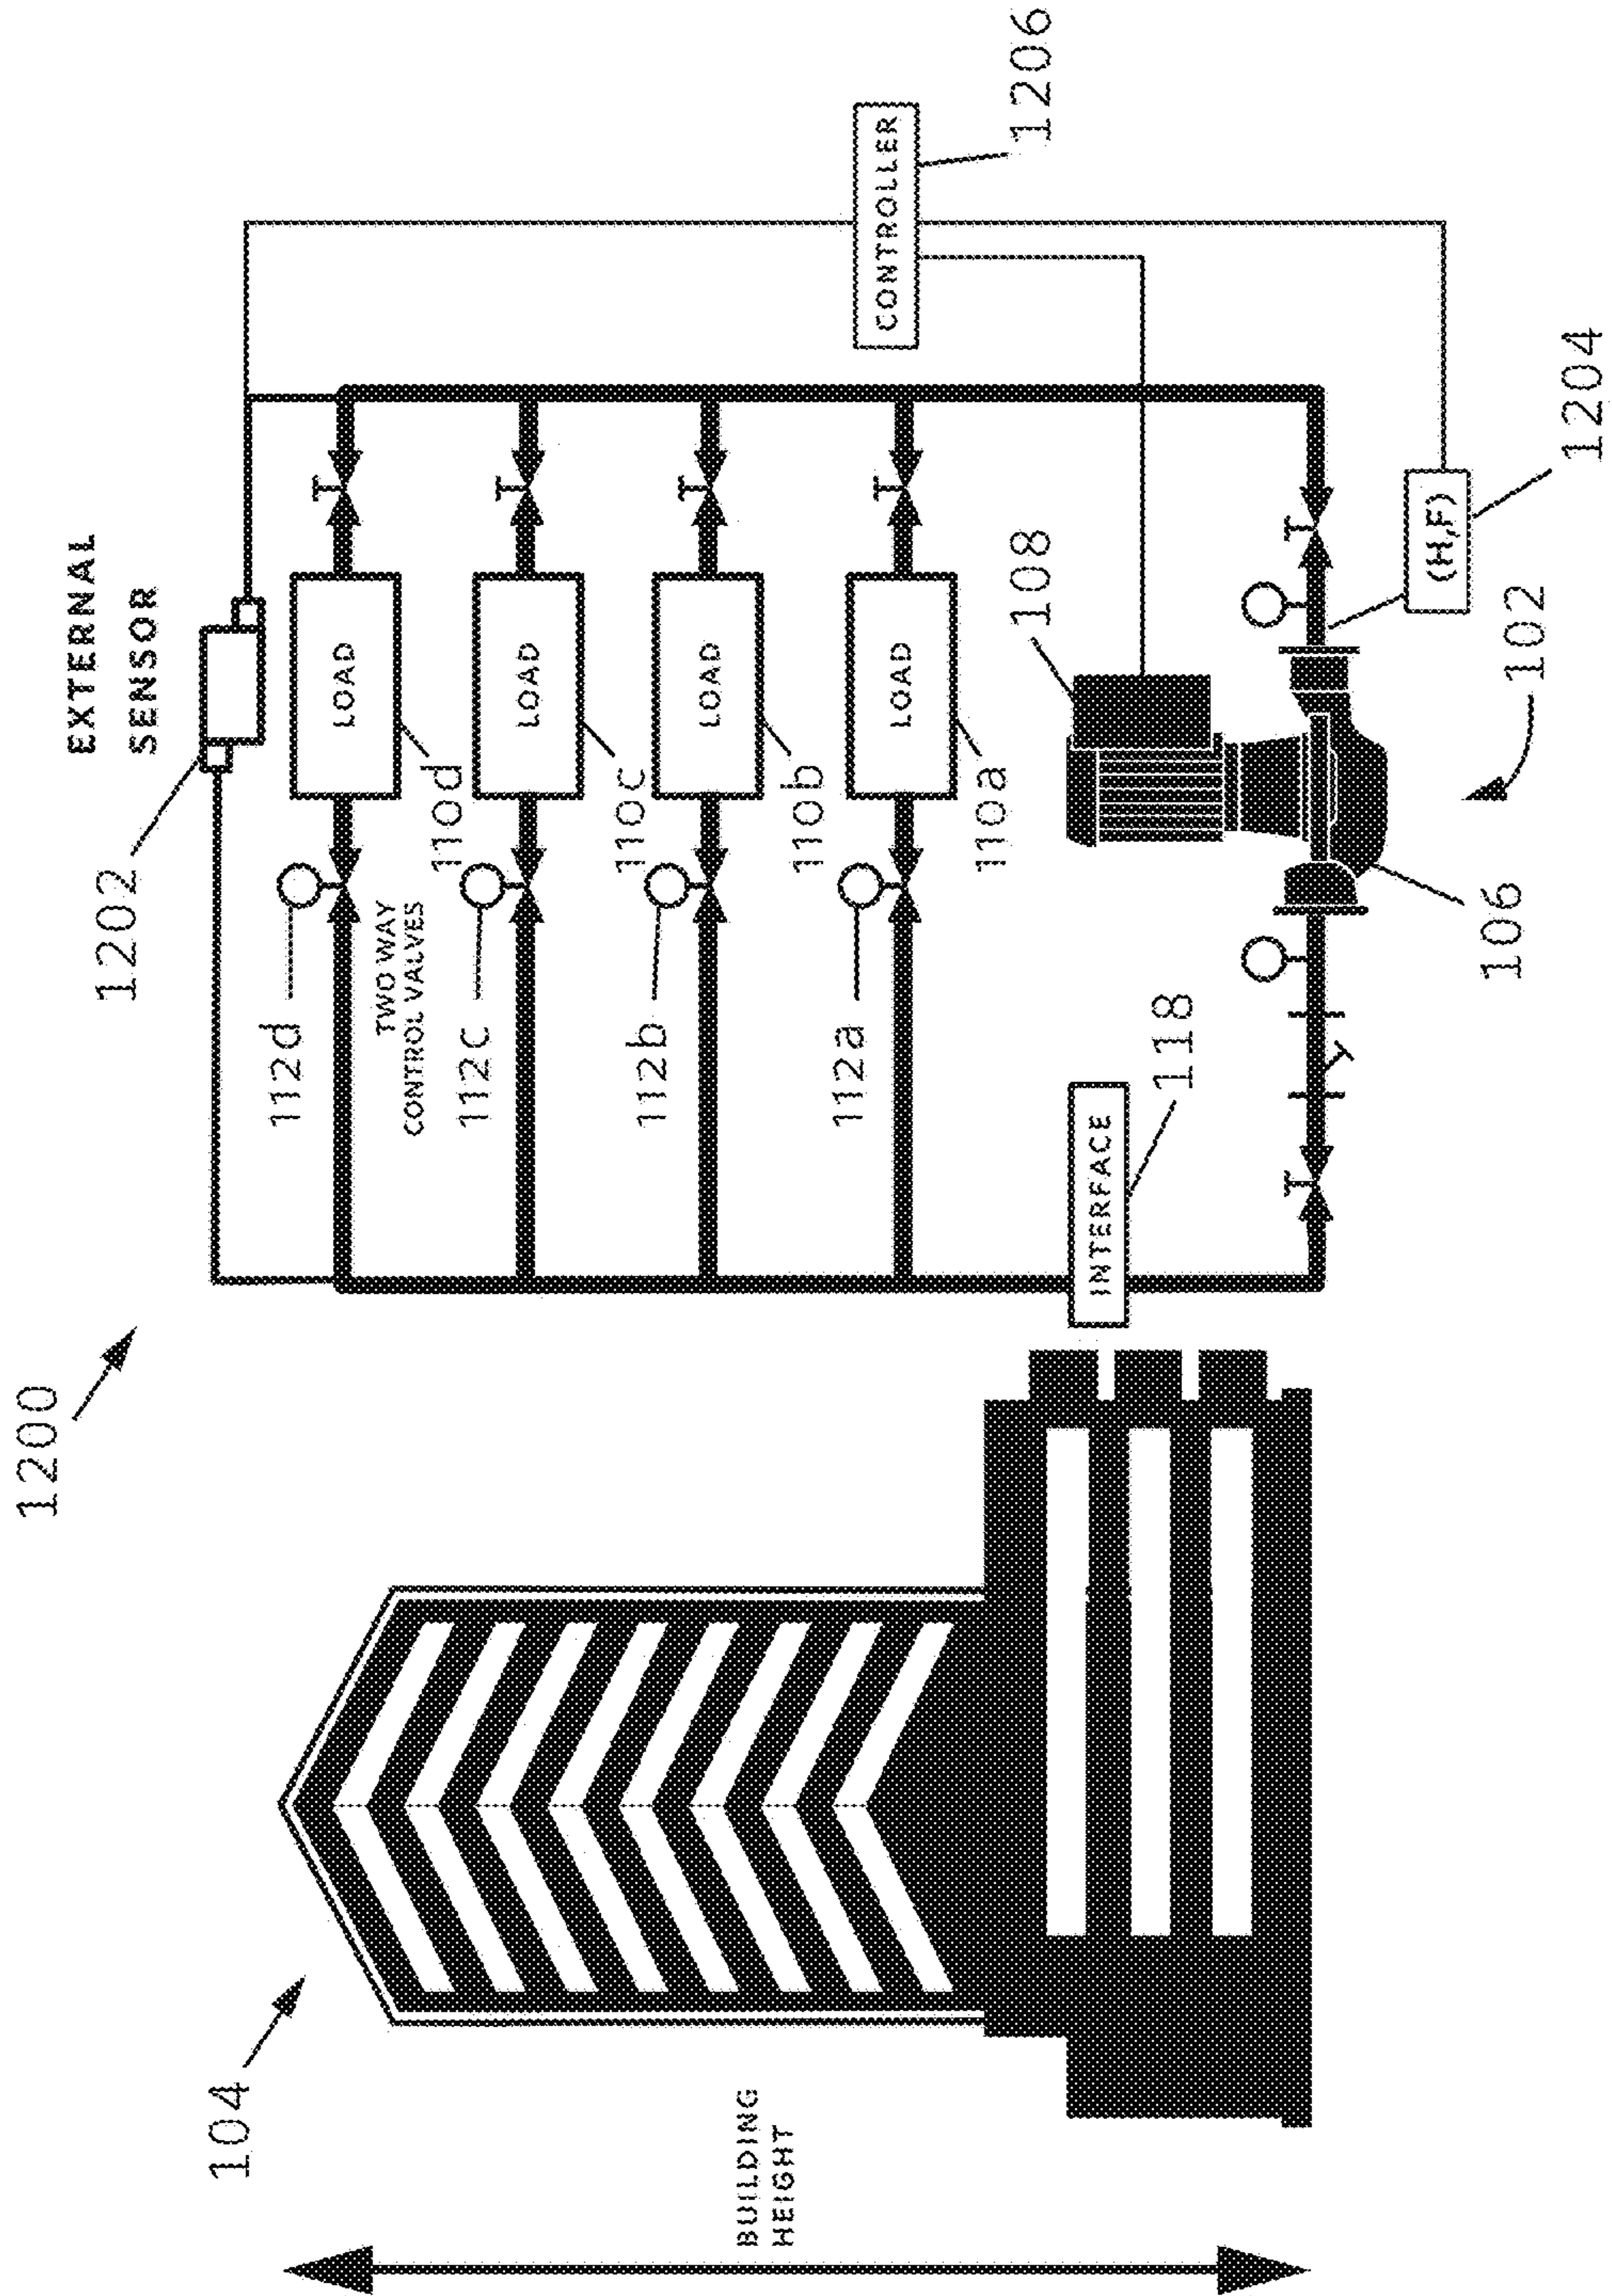 1200
104
BUILDING
HEIGHT
EXTERNAL
SENSOR
1202
112d
LOAD
110d
TWO WAY
CONTROL VALVES
112c
LOAD
110c
112b
LOAD
110b
112a
LOAD
110a
CONTROLLER
1206
INTERFACE
118
108
106
102
(H,F)
1204